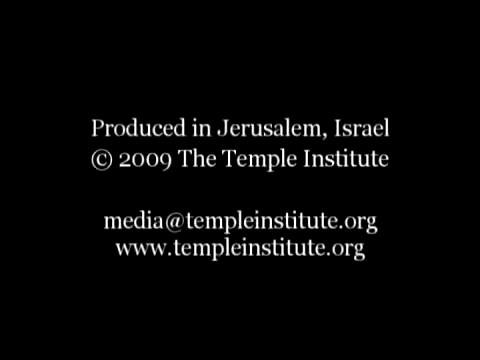 Produced in Jerusalem, Israel
© 2009 The Temple Institute
media@templeinstitute.org
www.templeinstitute.org